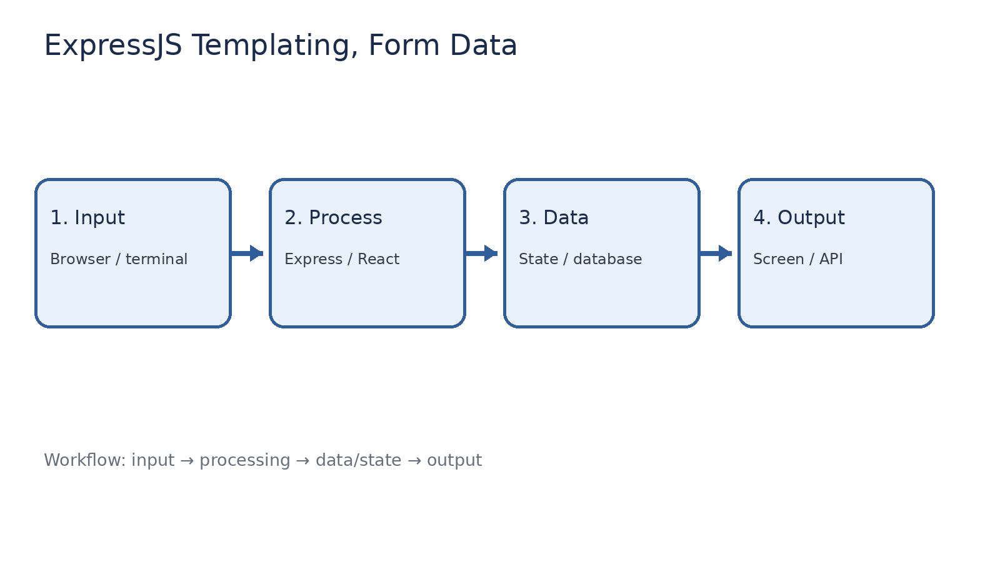 ExpressJS Templating, Form Data
1. Input
Browser / terminal
2. Process
Express / React
3. Data
State / database
4. Output
Screen / API
Workflow: input → processing → data/state → output